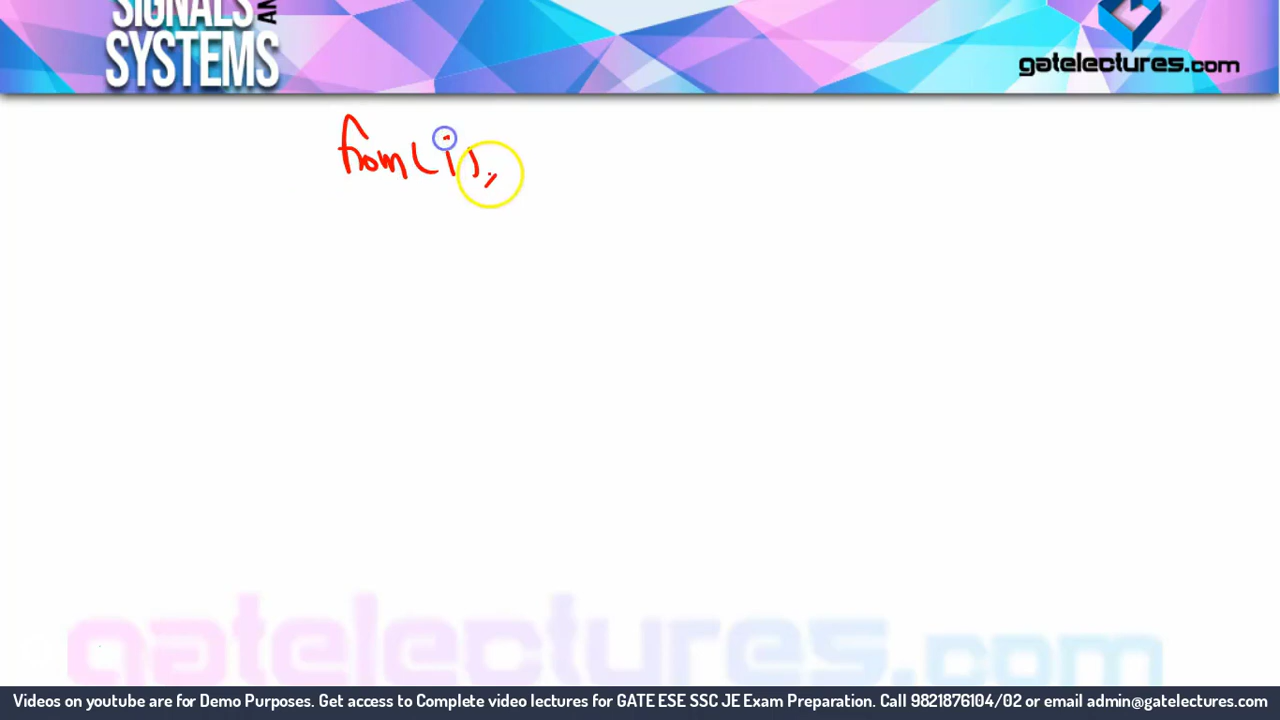 SIGNALS AND
SYSTEMS
gatelectures.com
from (i),
gatelectures.com
Videos on youtube are for Demo Purposes. Get access to Complete video lectures for GATE ESE SSC JE Exam Preparation. Call 9821876104/02 or email admin@gatelectures.com